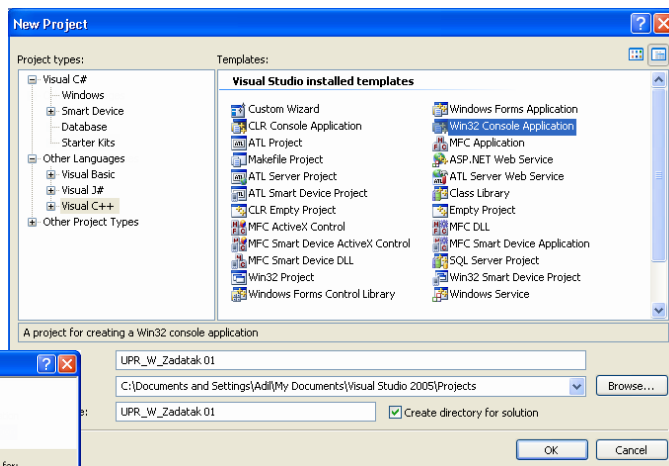 New Project
Project types:
Templates:
Visual C#
Windows
Smart Device
Database
Starter Kits
Other Languages
Visual Basic
Visual J#
Visual C++
Other Project Types
Visual Studio installed templates
Custom Wizard
Windows Forms Application
CLR Console Application
Win32 Console Application
ATL Project
MFC Application
Makefile Project
ASP.NET Web Service
ATL Server Project
ATL Server Web Service
ATL Smart Device Project
Class Library
CLR Empty Project
Empty Project
MFC ActiveX Control
MFC DLL
MFC Smart Device ActiveX Control
MFC Smart Device Application
MFC Smart Device DLL
SQL Server Project
Win32 Project
Win32 Smart Device Project
Windows Forms Control Library
Windows Service
A project for creating a Win32 console application
UPR_W_Zadatak 01
C:\Documents and Settings\Adil\My Documents\Visual Studio 2005\Projects
Browse...
UPR_W_Zadatak 01
Create directory for solution
OK
Cancel
for: